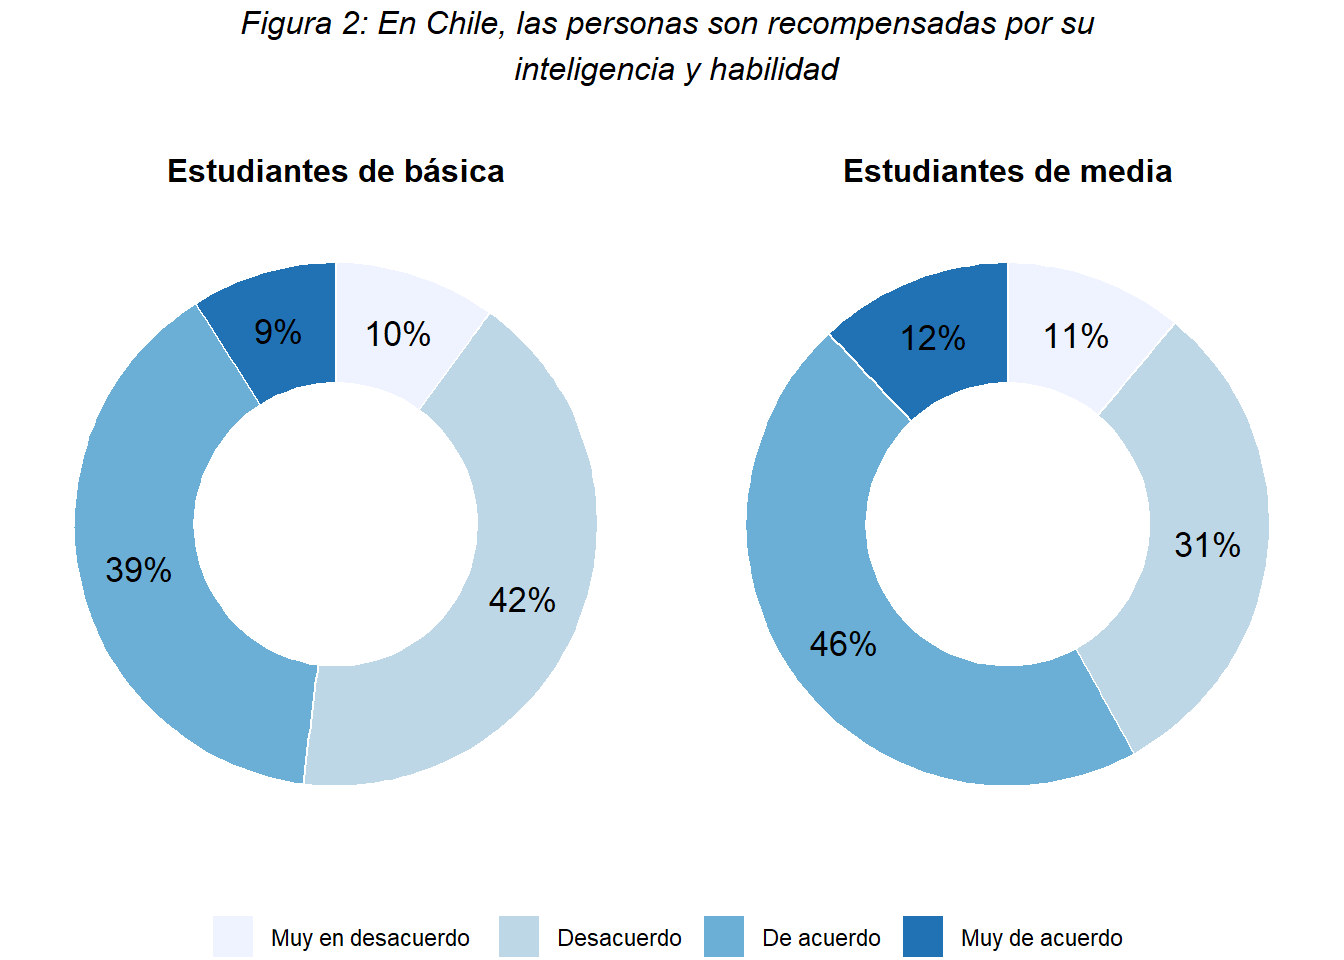 Figura 2: En Chile, las personas son recompensadas por su
inteligencia y habilidad
Estudiantes de básica
Estudiantes de media
9%
10%
39%
42%
12%
11%
46%
31%
Muy en desacuerdo
Desacuerdo
De acuerdo
Muy de acuerdo